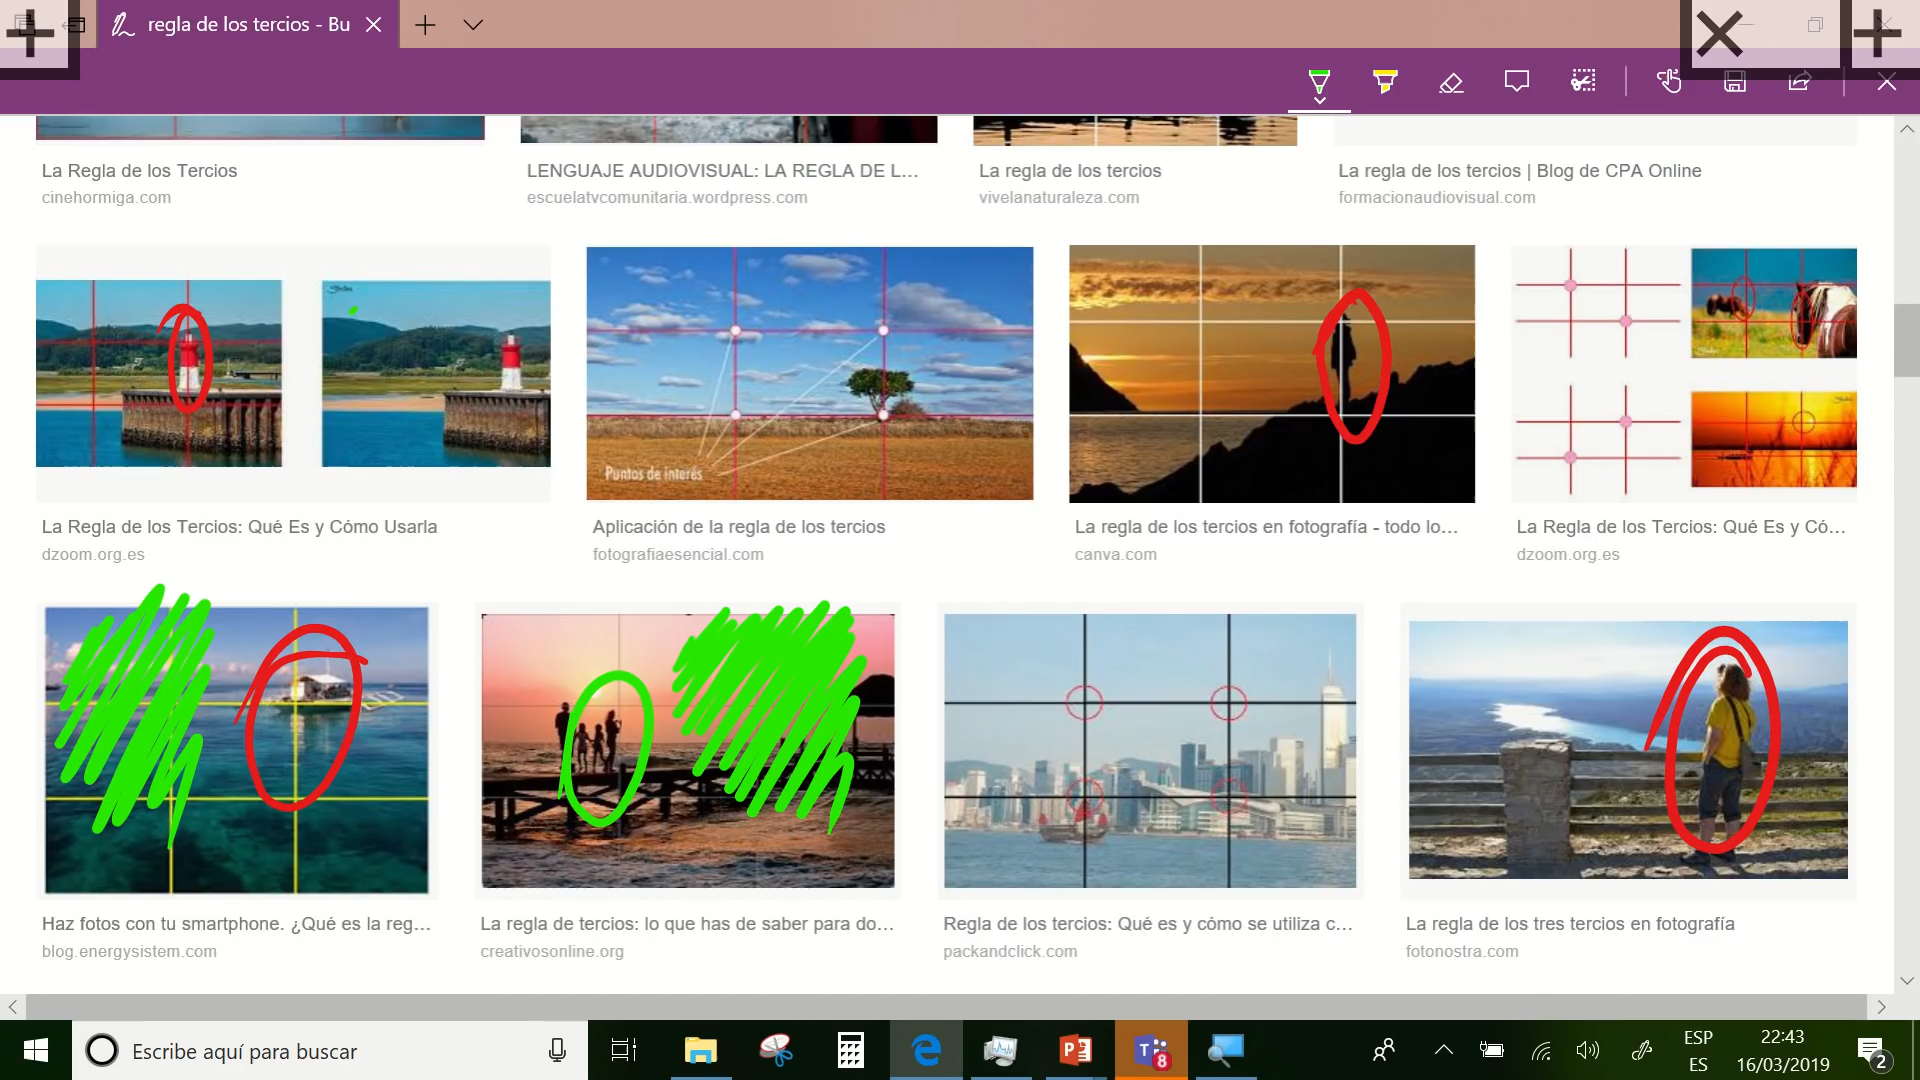 regla de los tercios - Bu
La Regla de los Tercios
cinehormiga.com
LENGUAJE AUDIOVISUAL: LA REGLA DE L...
escuelatvcomunitaria.wordpress.com
La regla de los tercios
vivelanaturaleza.com
La regla de los tercios | Blog de CPA Online
formacionaudiovisual.com
Puntos de interés
La Regla de los Tercios: Qué Es y Cómo Usarla
dzoom.org.es
Aplicación de la regla de los tercios
fotografiaesencial.com
La regla de los tercios en fotografía - todo lo...
canva.com
La Regla de los Tercios: Qué Es y Có...
dzoom.org.es
Haz fotos con tu smartphone. ¿Qué es la reg...
blog.energysistem.com
La regla de tercios: lo que has de saber para do...
creativosonline.org
Regla de los tercios: Qué es y cómo se utiliza c...
packandclick.com
La regla de los tres tercios en fotografía
fotonostra.com
Escribe aquí para buscar
8
ESP
ES
22:43
16/03/2019
2